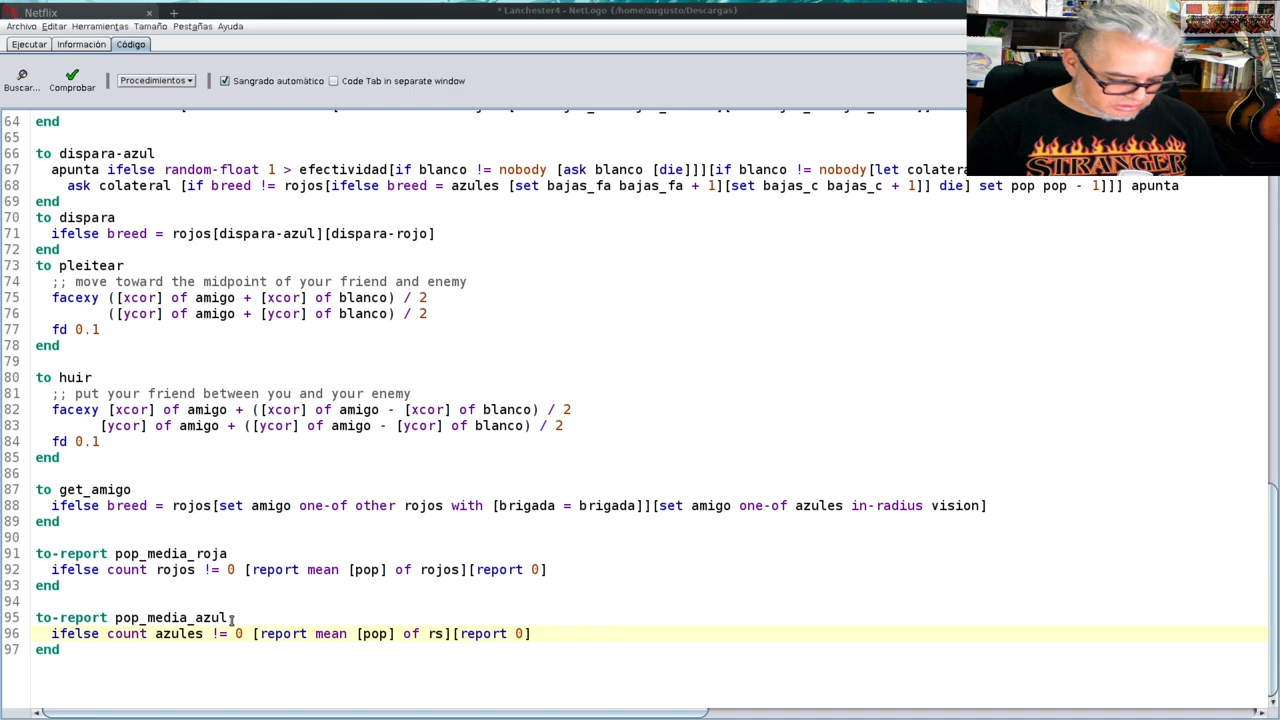 Netflix
* Lanchester4 - NetLogo {/home/augusto/Descargas}
Archivo Editar Herramientas Tamaño Pestañas Ayuda
Ejecutar Información Código
Buscar... Comprobar Procedimientos Sangrado automático Code Tab in separate window
64 end
65
66 to dispara-azul
67 apunta ifelse random-float 1 > efectividad[if blanco != nobody [ask blanco [die]]][if blanco != nobody[let colatera
68 ask colateral [if breed != rojos[ifelse breed = azules [set bajas_fa bajas_fa + 1][set bajas_c bajas_c + 1]] die] set pop pop - 1]]] apunta
69 end
70 to dispara
71 ifelse breed = rojos[dispara-azul][dispara-rojo]
72 end
73 to pleitear
74 ;; move toward the midpoint of your friend and enemy
75 facexy ([xcor] of amigo + [xcor] of blanco) / 2
76 ([ycor] of amigo + [ycor] of blanco) / 2
77 fd 0.1
78 end
79
80 to huir
81 ;; put your friend between you and your enemy
82 facexy [xcor] of amigo + ([xcor] of amigo - [xcor] of blanco) / 2
83 [ycor] of amigo + ([ycor] of amigo - [ycor] of blanco) / 2
84 fd 0.1
85 end
86
87 to get_amigo
88 ifelse breed = rojos[set amigo one-of other rojos with [brigada = brigada]][set amigo one-of azules in-radius vision]
89 end
90
91 to-report pop_media_roja
92 ifelse count rojos != 0 [report mean [pop] of rojos][report 0]
93 end
94
95 to-report pop_media_azul
96 ifelse count azules != 0 [report mean [pop] of rs][report 0]
97 end
STRANGER